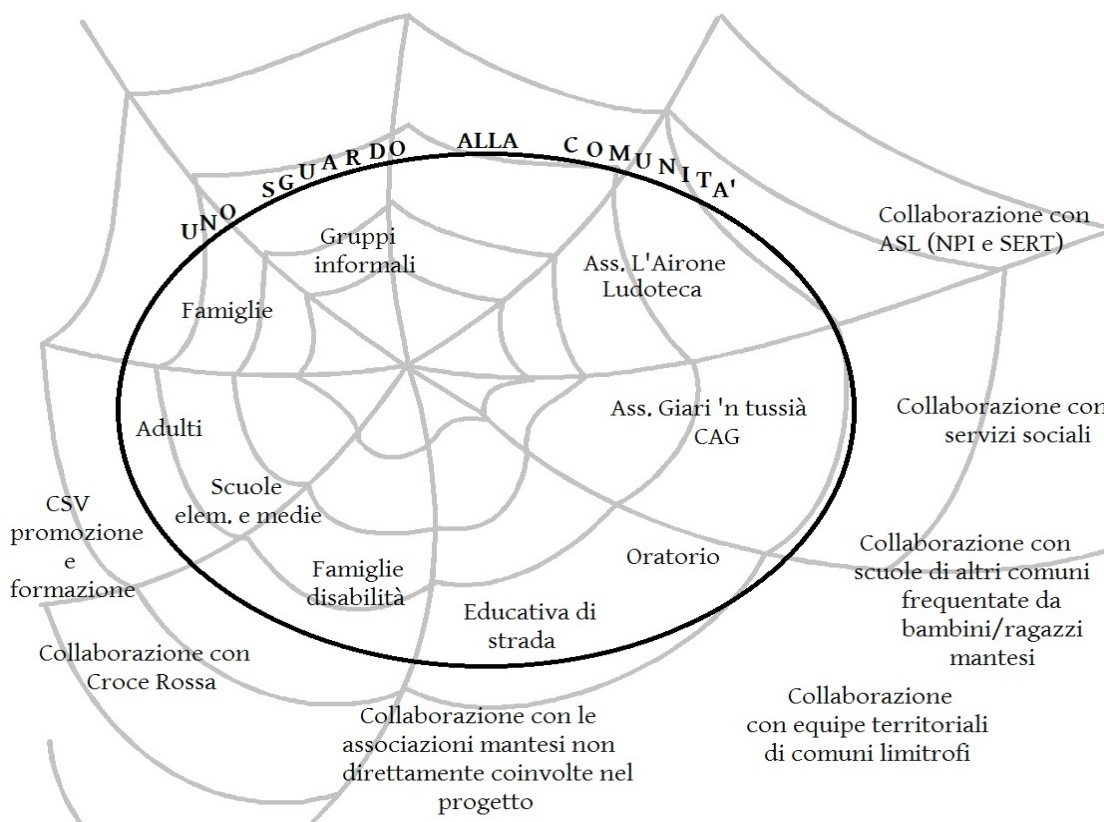 UNO SGUARDO ALLA COMUNITA'
Gruppi
informali
Famiglie
Ass. L'Airone
Ludoteca
Collaborazione con
ASL (NPI e SERT)
Adulti
Ass. Giari 'n tussià
CAG
Collaborazione con
servizi sociali
Scuole
elem. e medie
CSV
promozione
e
formazione
Famiglie
disabilità
Oratorio
Educativa di
strada
Collaborazione con
scuole di altri comuni
frequentate da
bambini/ragazzi
mantesi
Collaborazione con
Croce Rossa
Collaborazione con le
associazioni mantesi non
direttamente coinvolte nel
progetto
Collaborazione
con equipe territoriali
di comuni limitrofi